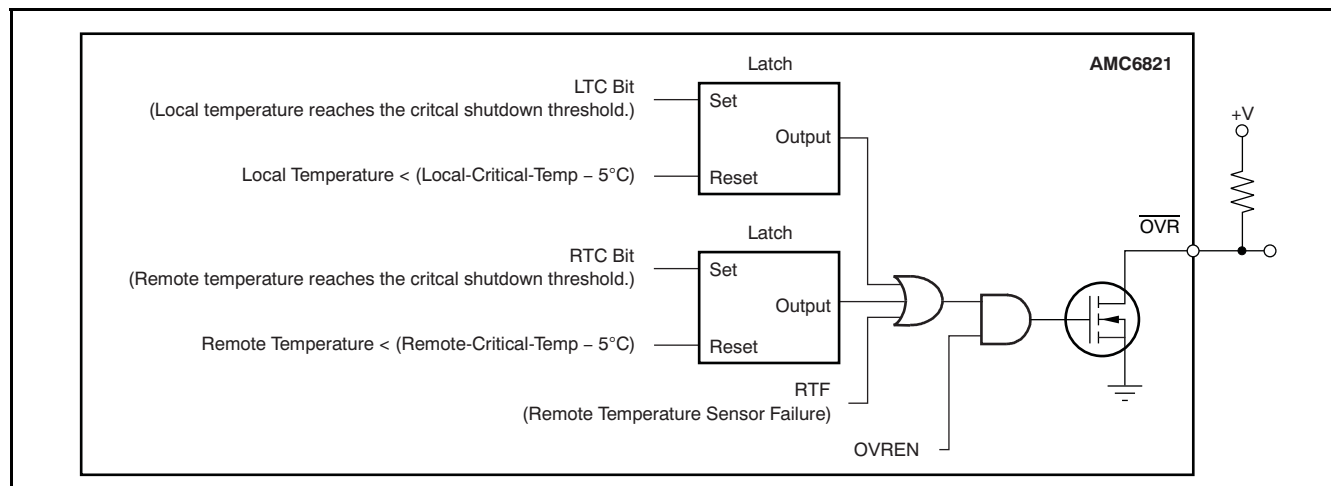 AMC6821
Latch
LTC Bit
(Local temperature reaches the critcal shutdown threshold.)
Set
Output
Local Temperature < (Local-Critical-Temp – 5°C)
Reset
+V
OVR
Latch
RTC Bit
(Remote temperature reaches the critcal shutdown threshold.)
Set
Output
Remote Temperature < (Remote-Critical-Temp – 5°C)
Reset
RTF
(Remote Temperature Sensor Failure)
OVREN